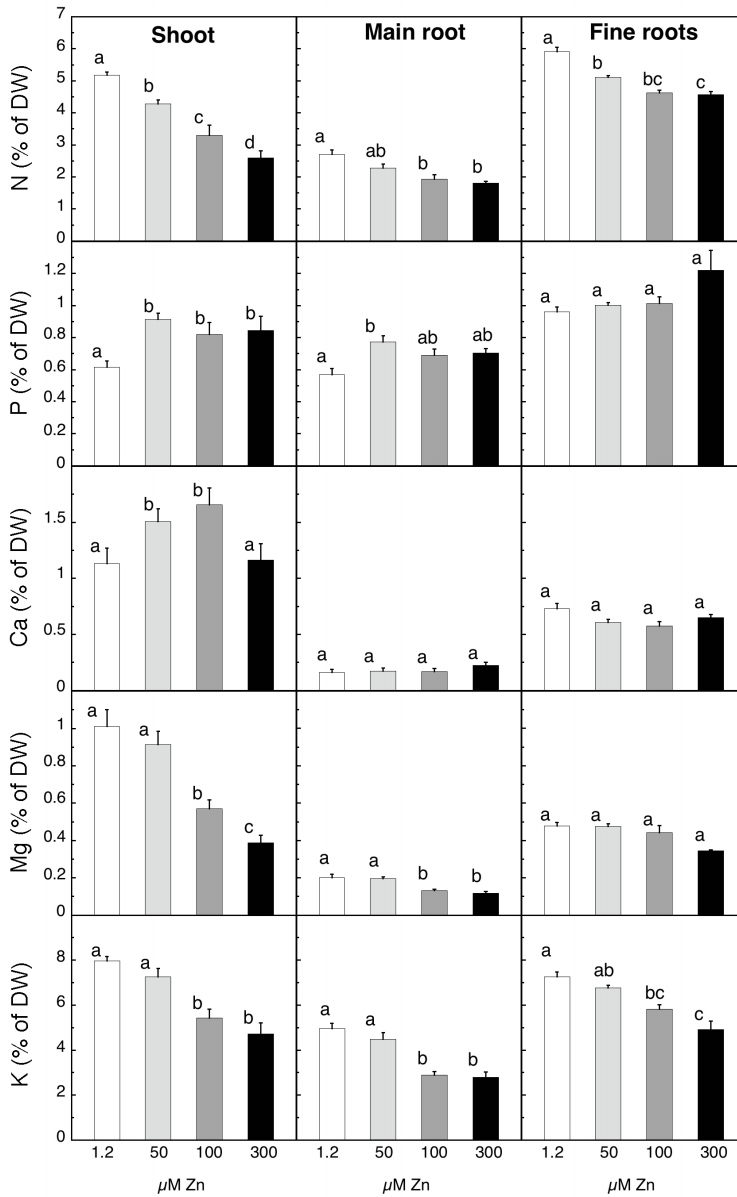 Shoot Main root Fine roots
N (% of DW)
7
6
5
4
3
2
1
0
a b c d
a ab b b
a b bc c
P (% of DW)
1.2
1
0.8
0.6
0.4
0.2
0
a b b b
a b ab ab
a a a a
Ca (% of DW)
1.5
1
0.5
0
a b b a
a a a a
a a a a
Mg (% of DW)
1
0.8
0.6
0.4
0.2
0
a a b c
a a b b
a a a a
K (% of DW)
8
6
4
2
0
a a b b
a a b b
a ab bc c
1.2 50 100 300 1.2 50 100 300 1.2 50 100 300
µM Zn µM Zn µM Zn